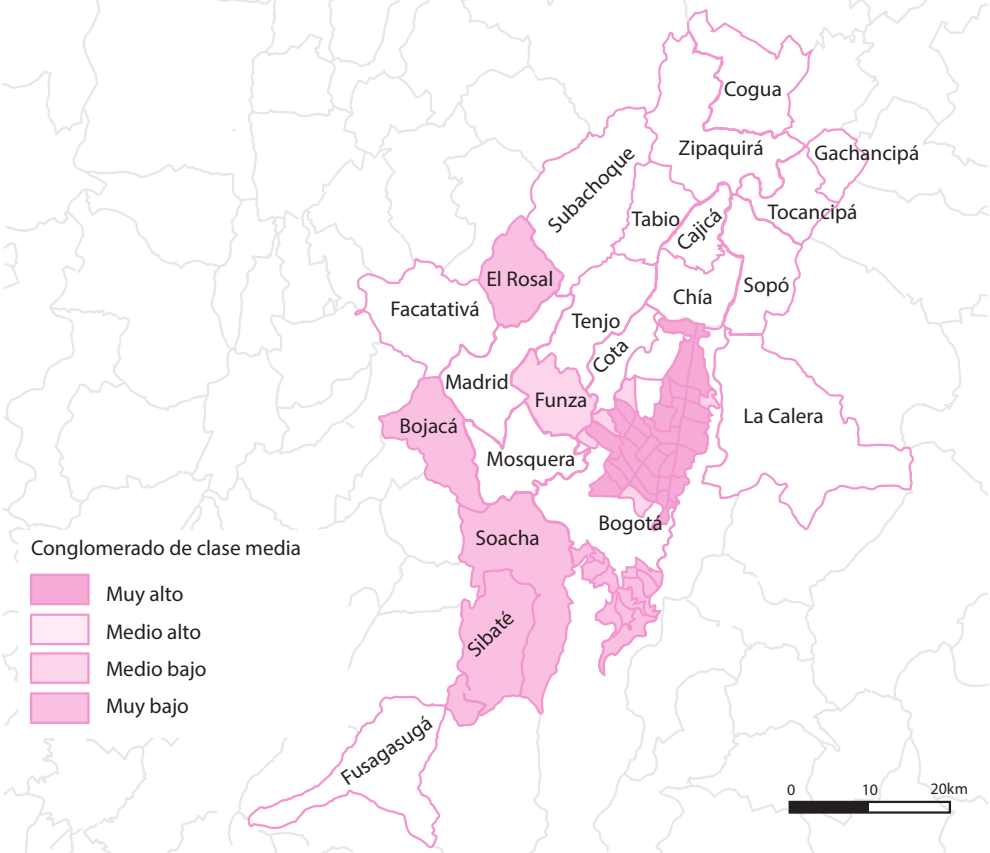 Cogua
Zipaquirá
Gachancipá
Subachoque
Tabio
Cajicá
Tocancipá
El Rosal
Chía
Sopó
Facatativá
Tenjo
Cota
Madrid
Funza
La Calera
Bojacá
Mosquera
Bogotá
Soacha
Sibaté
Fusagasugá
Conglomerado de clase media
Muy alto
Medio alto
Medio bajo
Muy bajo
0 10 20km